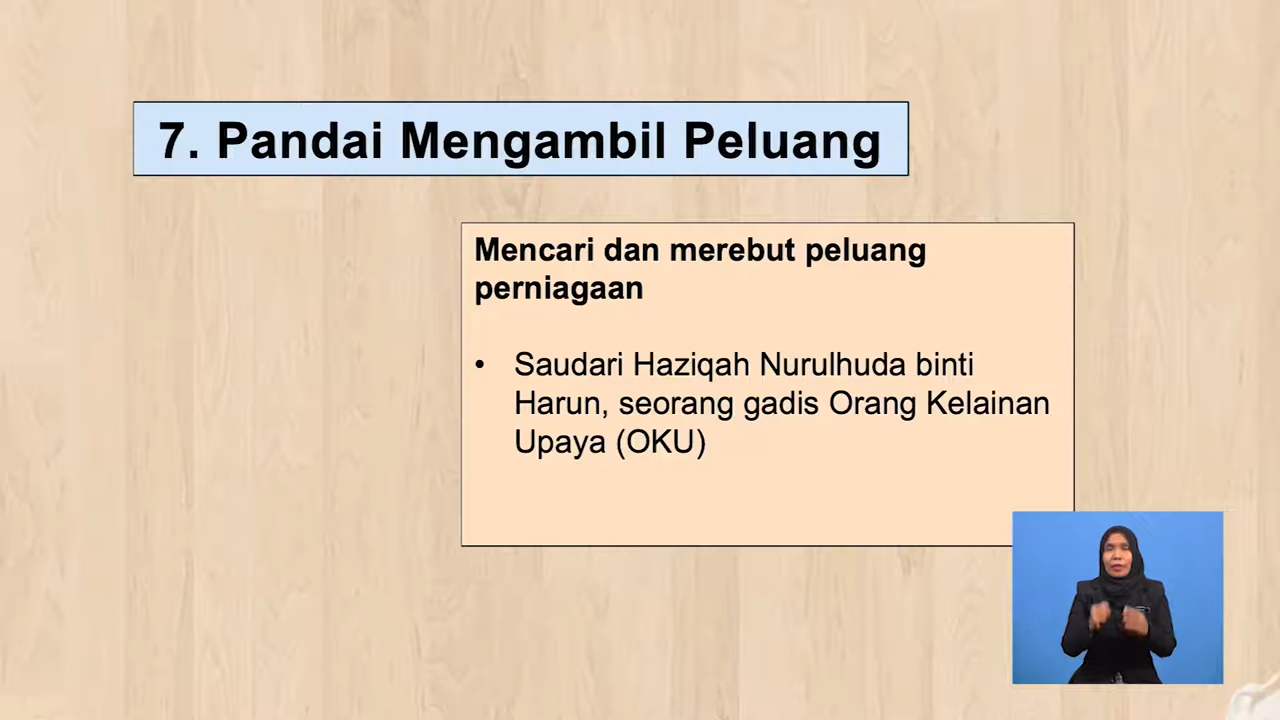 7. Pandai Mengambil Peluang
Mencari dan merebut peluang
perniagaan
• Saudari Haziqah Nurulhuda binti
Harun, seorang gadis Orang Kelainan
Upaya (OKU)